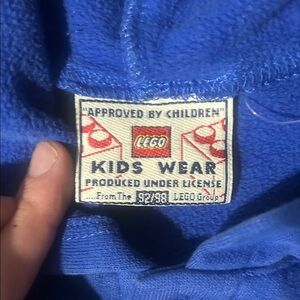 "APPROVED BY CHILDREN"
LEGO
KIDS WEAR
PRODUCED UNDER LICENSE
....From The 92/98 LEGO Group